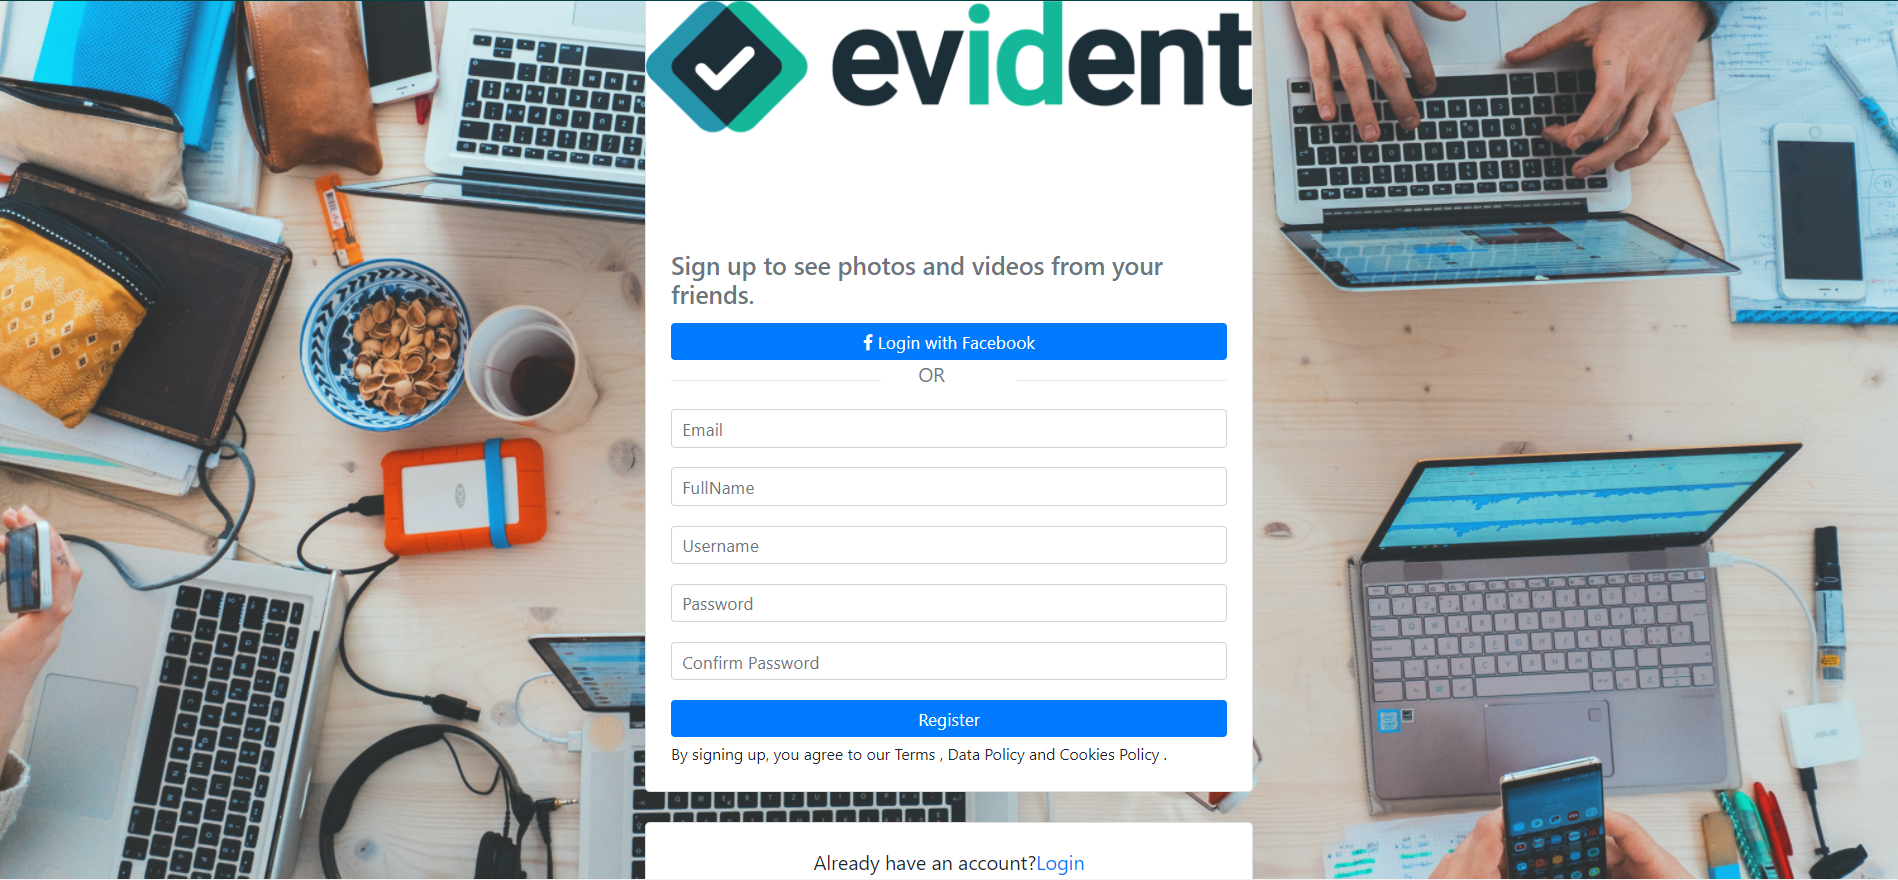 evident
Sign up to see photos and videos from your
friends.
Login with Facebook
OR
Email
FullName
Username
Password
Confirm Password
Register
By signing up, you agree to our Terms , Data Policy and Cookies Policy .
Already have an account?Login